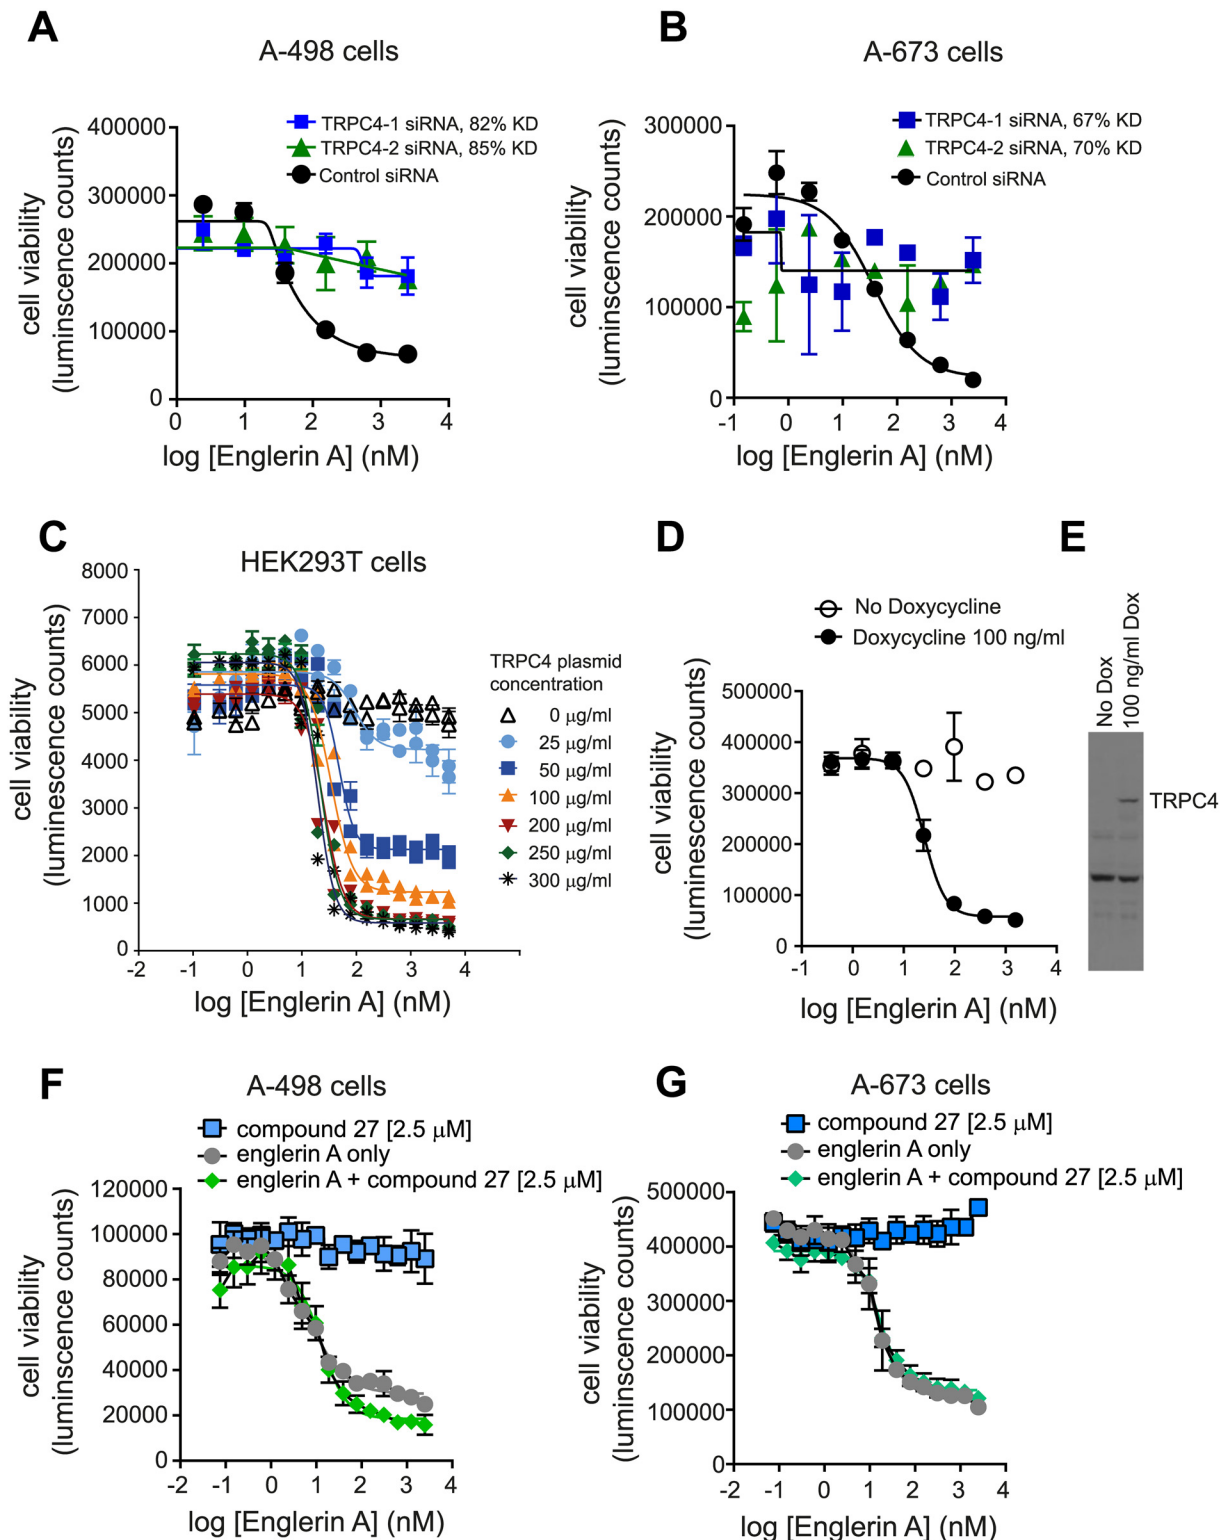 A
A-498 cells
TRPC4-1 siRNA, 82% KD
TRPC4-2 siRNA, 85% KD
Control siRNA
cell viability
(luminscence counts)
400000
300000
200000
100000
0
0 1 2 3 4
log [Englerin A] (nM)
B
A-673 cells
TRPC4-1 siRNA, 67% KD
TRPC4-2 siRNA, 70% KD
Control siRNA
cell viability
(luminscence counts)
300000
200000
100000
0
-1 0 1 2 3 4
log [Englerin A] (nM)
C
HEK293T cells
cell viability
(luminescence counts)
8000
7000
6000
5000
4000
3000
2000
1000
0
-2 -1 0 1 2 3 4
log [Englerin A] (nM)
TRPC4 plasmid
concentration
0 μg/ml
25 μg/ml
50 μg/ml
100 μg/ml
200 μg/ml
250 μg/ml
300 μg/ml
D
No Doxycycline
Doxycycline 100 ng/ml
cell viability
(luminescence counts)
500000
400000
300000
200000
100000
0
-1 0 1 2 3 4
log [Englerin A] (nM)
E
No Dox
100 ng/ml Dox
TRPC4
F
A-498 cells
compound 27 [2.5 μM]
englerin A only
englerin A + compound 27 [2.5 μM]
cell viability
(luminscence counts)
120000
100000
80000
60000
40000
20000
0
-2 -1 0 1 2 3 4
log [Englerin A] (nM)
G
A-673 cells
compound 27 [2.5 μM]
englerin A only
englerin A + compound 27 [2.5 μM]
cell viability
(luminscence counts)
500000
400000
300000
200000
100000
0
-2 -1 0 1 2 3 4
log [Englerin A] (nM)